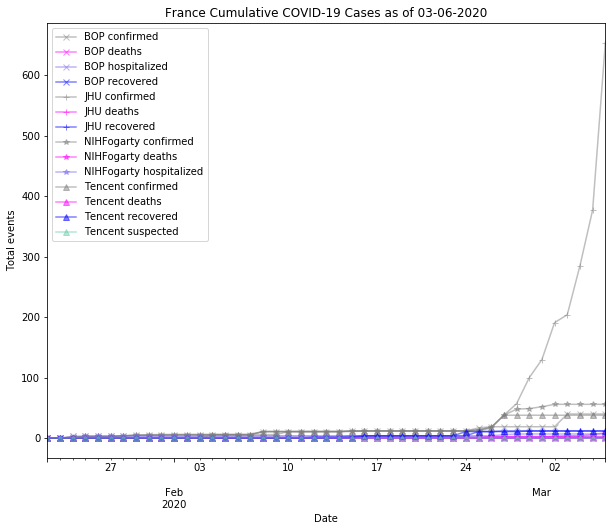 France Cumulative COVID-19 Cases as of 03-06-2020
BOP confirmed
BOP deaths
BOP hospitalized
BOP recovered
JHU confirmed
JHU deaths
JHU recovered
NIHFogarty confirmed
NIHFogarty deaths
NIHFogarty hospitalized
Tencent confirmed
Tencent deaths
Tencent recovered
Tencent suspected
Total events
600
500
400
300
200
100
0
27 03 10 17 24 02
Feb Mar
2020
Date